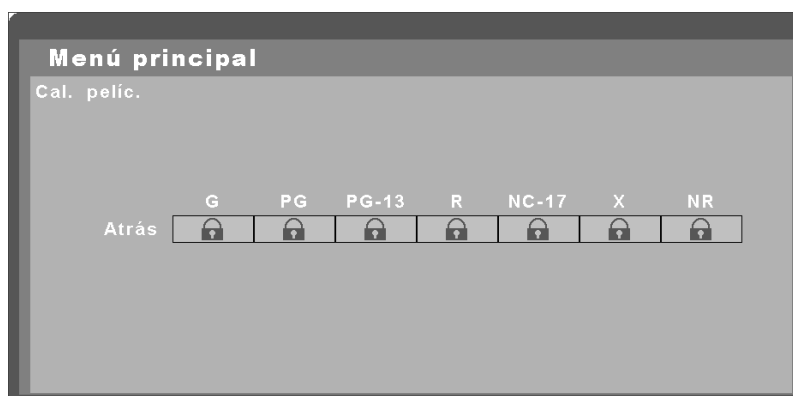 Menú principal
Cal. pelíc.
G PG PG-13 R NC-17 X NR
Atrás